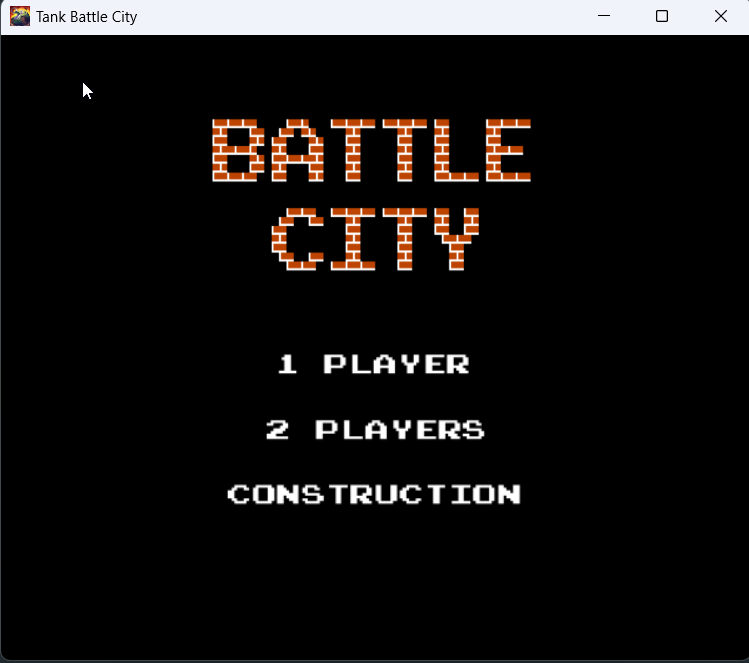 Tank Battle City
BATTLE
CITY
1 PLAYER
2 PLAYERS
CONSTRUCTION